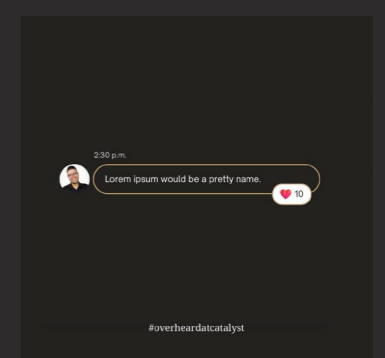 2:30 p.m.
Lorem ipsum would be a pretty name.
10
#overheardatcatalyst